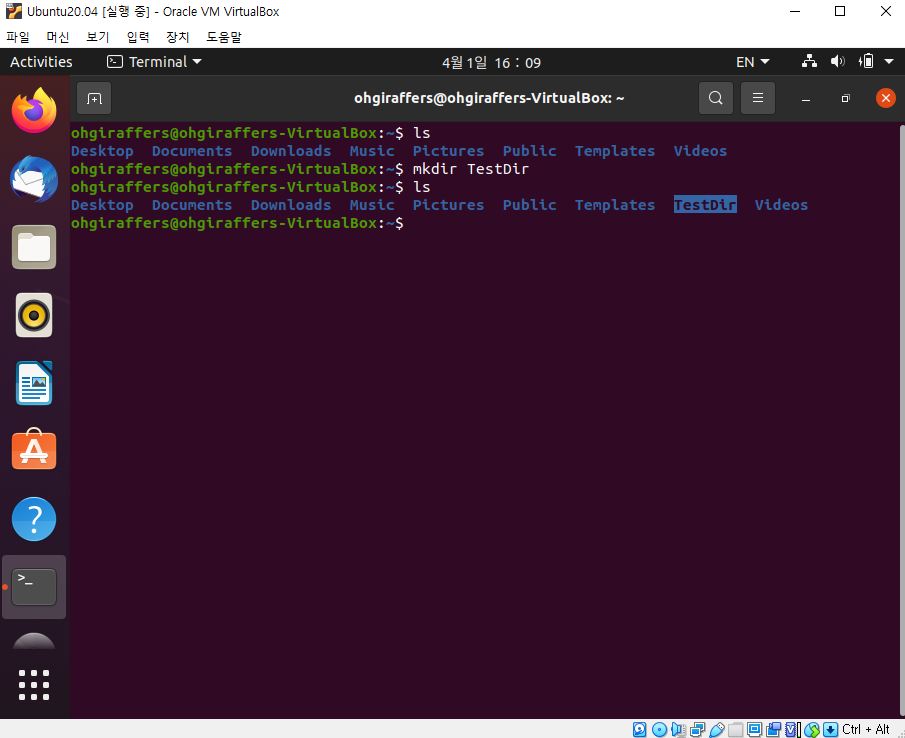 Ubuntu20.04 [실행 중] - Oracle VM VirtualBox
파일 머신 보기 입력 장치 도움말
Activities Terminal 4월 1일 16 : 09 EN
ohgiraffers@ohgiraffers-VirtualBox: ~
ohgiraffers@ohgiraffers-VirtualBox:~$ ls
Desktop Documents Downloads Music Pictures Public Templates Videos
ohgiraffers@ohgiraffers-VirtualBox:~$ mkdir TestDir
ohgiraffers@ohgiraffers-VirtualBox:~$ ls
Desktop Documents Downloads Music Pictures Public Templates TestDir Videos
ohgiraffers@ohgiraffers-VirtualBox:~$
Ctrl + Alt